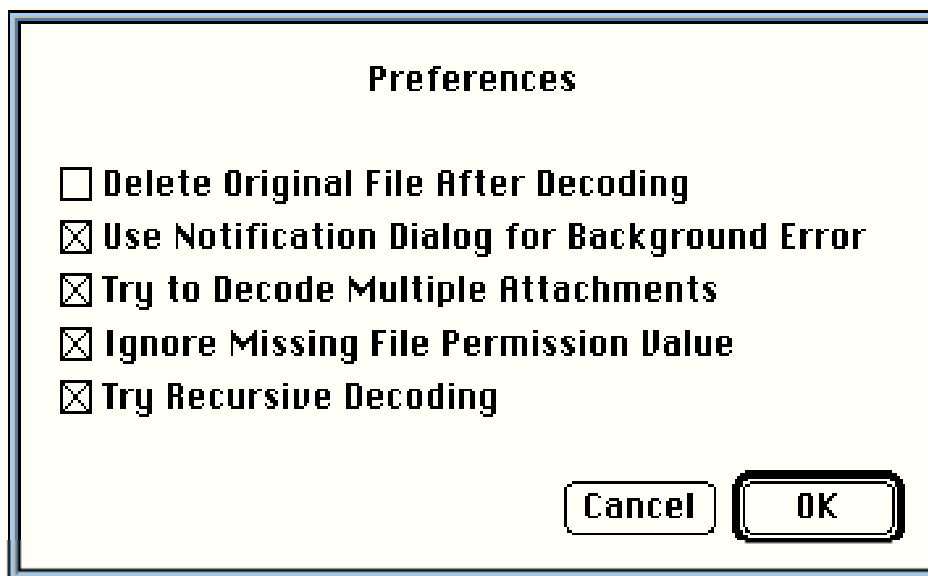 Preferences
Delete Original File After Decoding
Use Notification Dialog for Background Error
Try to Decode Multiple Attachments
Ignore Missing File Permission Value
Try Recursive Decoding
Cancel OK